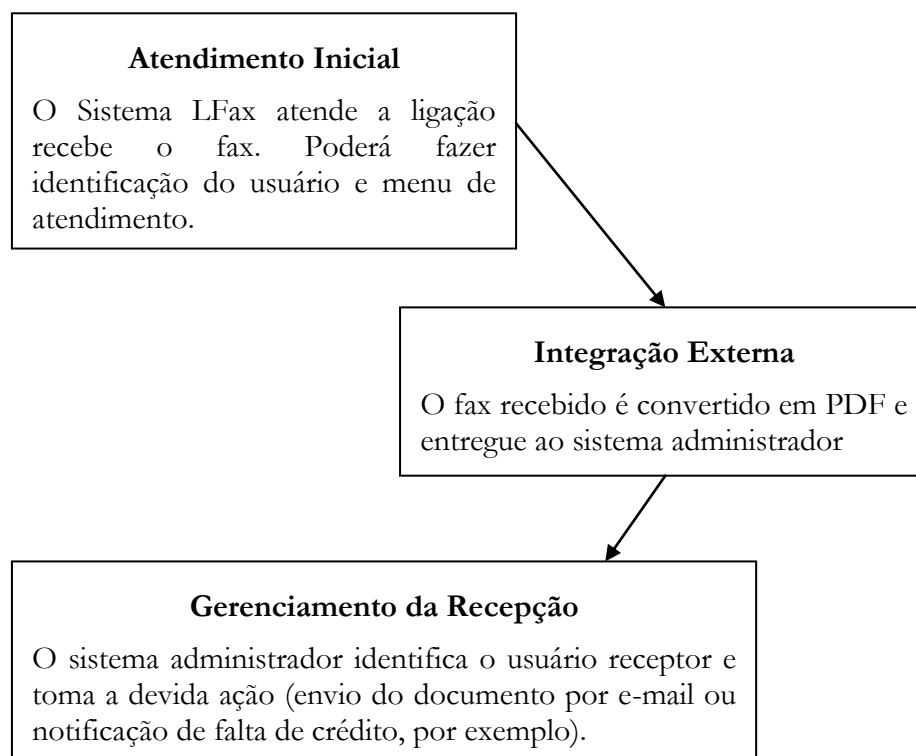 Atendimento Inicial
O Sistema LFax atende a ligação
recebe o fax. Poderá fazer
identificação do usuário e menu de
atendimento.
Integração Externa
O fax recebido é convertido em PDF e
entregue ao sistema administrador
Gerenciamento da Recepção
O sistema administrador identifica o usuário receptor e
toma a devida ação (envio do documento por e-mail ou
notificação de falta de crédito, por exemplo).